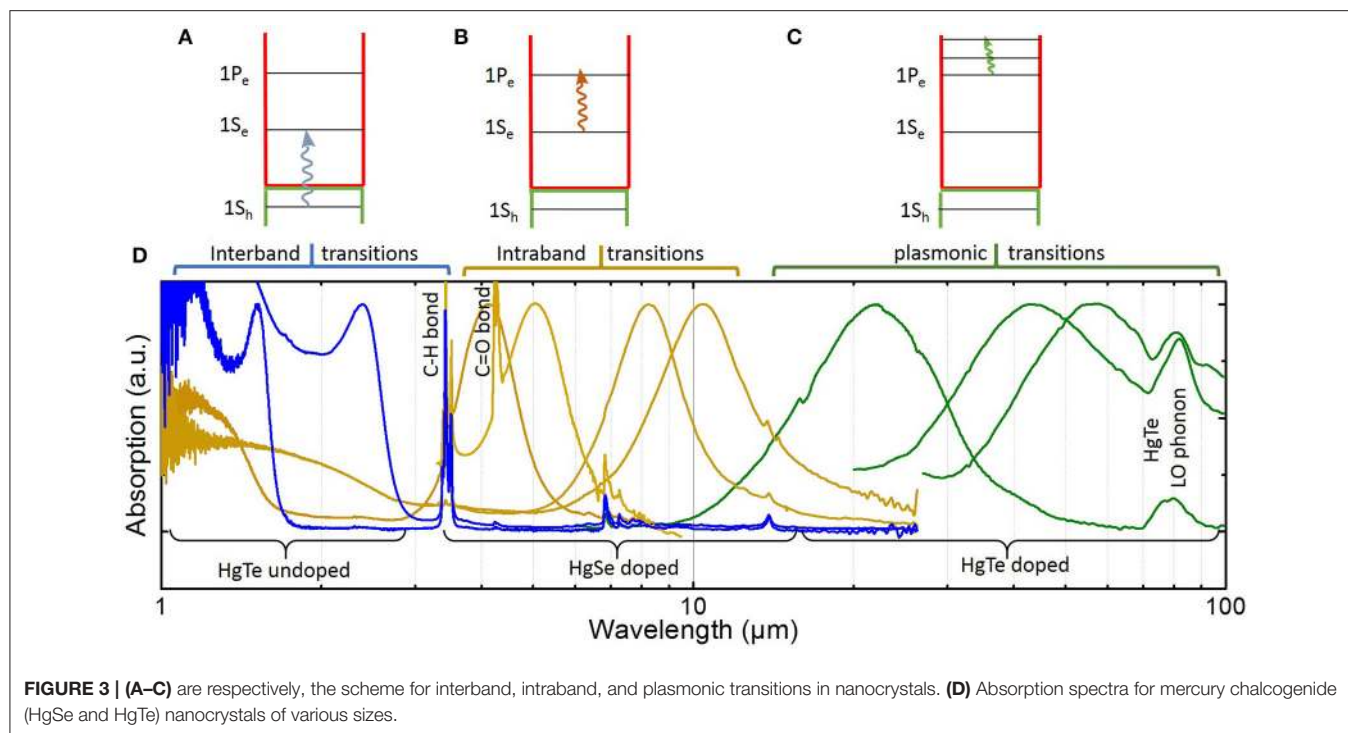 A
B
C
1Pe
1Se
1Sh
1Pe
1Se
1Sh
1Pe
1Se
1Sh
D
Interband transitions
Intraband transitions
plasmonic transitions
Absorption (a.u.)
C-H bond
C=O bond
HgTe
LO phonon
HgTe undoped
HgSe doped
HgTe doped
1
10
100
Wavelength (µm)
FIGURE 3 | (A–C) are respectively, the scheme for interband, intraband, and plasmonic transitions in nanocrystals. (D) Absorption spectra for mercury chalcogenide
(HgSe and HgTe) nanocrystals of various sizes.